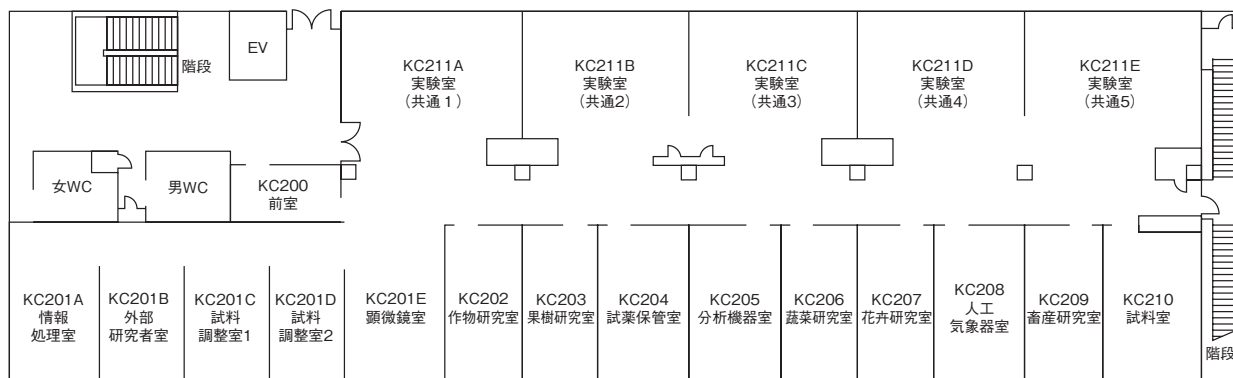 階段
EV
KC211A
実験室
(共通1)
KC211B
実験室
(共通2)
KC211C
実験室
(共通3)
KC211D
実験室
(共通4)
KC211E
実験室
(共通5)
女WC
男WC
KC200
前室
KC201A
情報
処理室
KC201B
外部
研究者室
KC201C
試料
調整室1
KC201D
試料
調整室2
KC201E
顕微鏡室
KC202
作物研究室
KC203
果樹研究室
KC204
試薬保管室
KC205
分析機器室
KC206
蔬菜研究室
KC207
花卉研究室
KC208
人工
気象器室
KC209
畜産研究室
KC210
試料室
階段